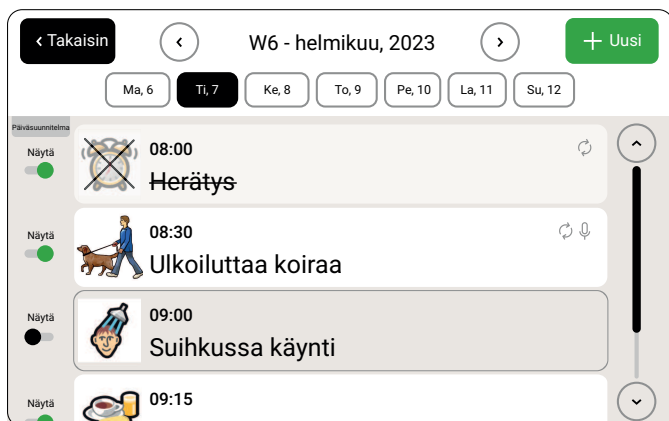 ‹ Takaisin
W6 - helmikuu, 2023
+ Uusi
Ma, 6
Ti, 7
Ke, 8
To, 9
Pe, 10
La, 11
Su, 12
Päiväsuunnitelma
Näytä
08:00
Herätys
Näytä
08:30
Ulkoiluttaa koiraa
Näytä
09:00
Suihkussa käynti
Näytä
09:15